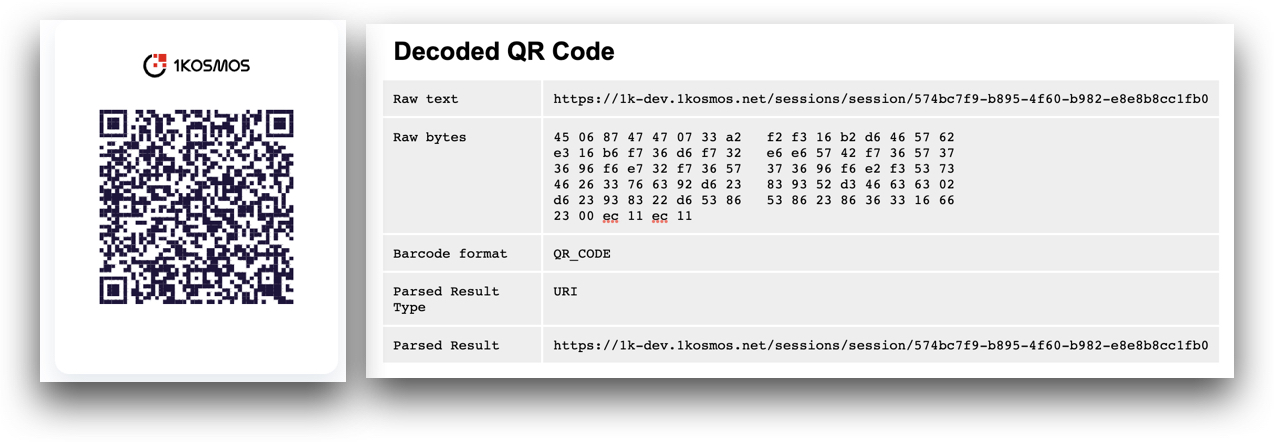 1KOSMOS
Decoded QR Code
Raw text https://1k-dev.1kosmos.net/sessions/session/574bc7f9-b895-4f60-b982-e8e8b8cc1fb0
Raw bytes 45 06 87 47 47 07 33 a2 f2 f3 16 b2 d6 46 57 62
e3 16 b6 f7 36 d6 f7 32 e6 e6 57 42 f7 36 57 37
36 96 f6 e7 32 f7 36 57 37 36 96 f6 e2 f3 53 73
46 26 33 76 63 92 d6 23 83 93 52 d3 46 63 63 02
d6 23 93 83 22 d6 53 86 53 86 23 86 36 33 16 66
23 00 ec 11 ec 11
Barcode format QR_CODE
Parsed Result URI
Type
Parsed Result https://1k-dev.1kosmos.net/sessions/session/574bc7f9-b895-4f60-b982-e8e8b8cc1fb0